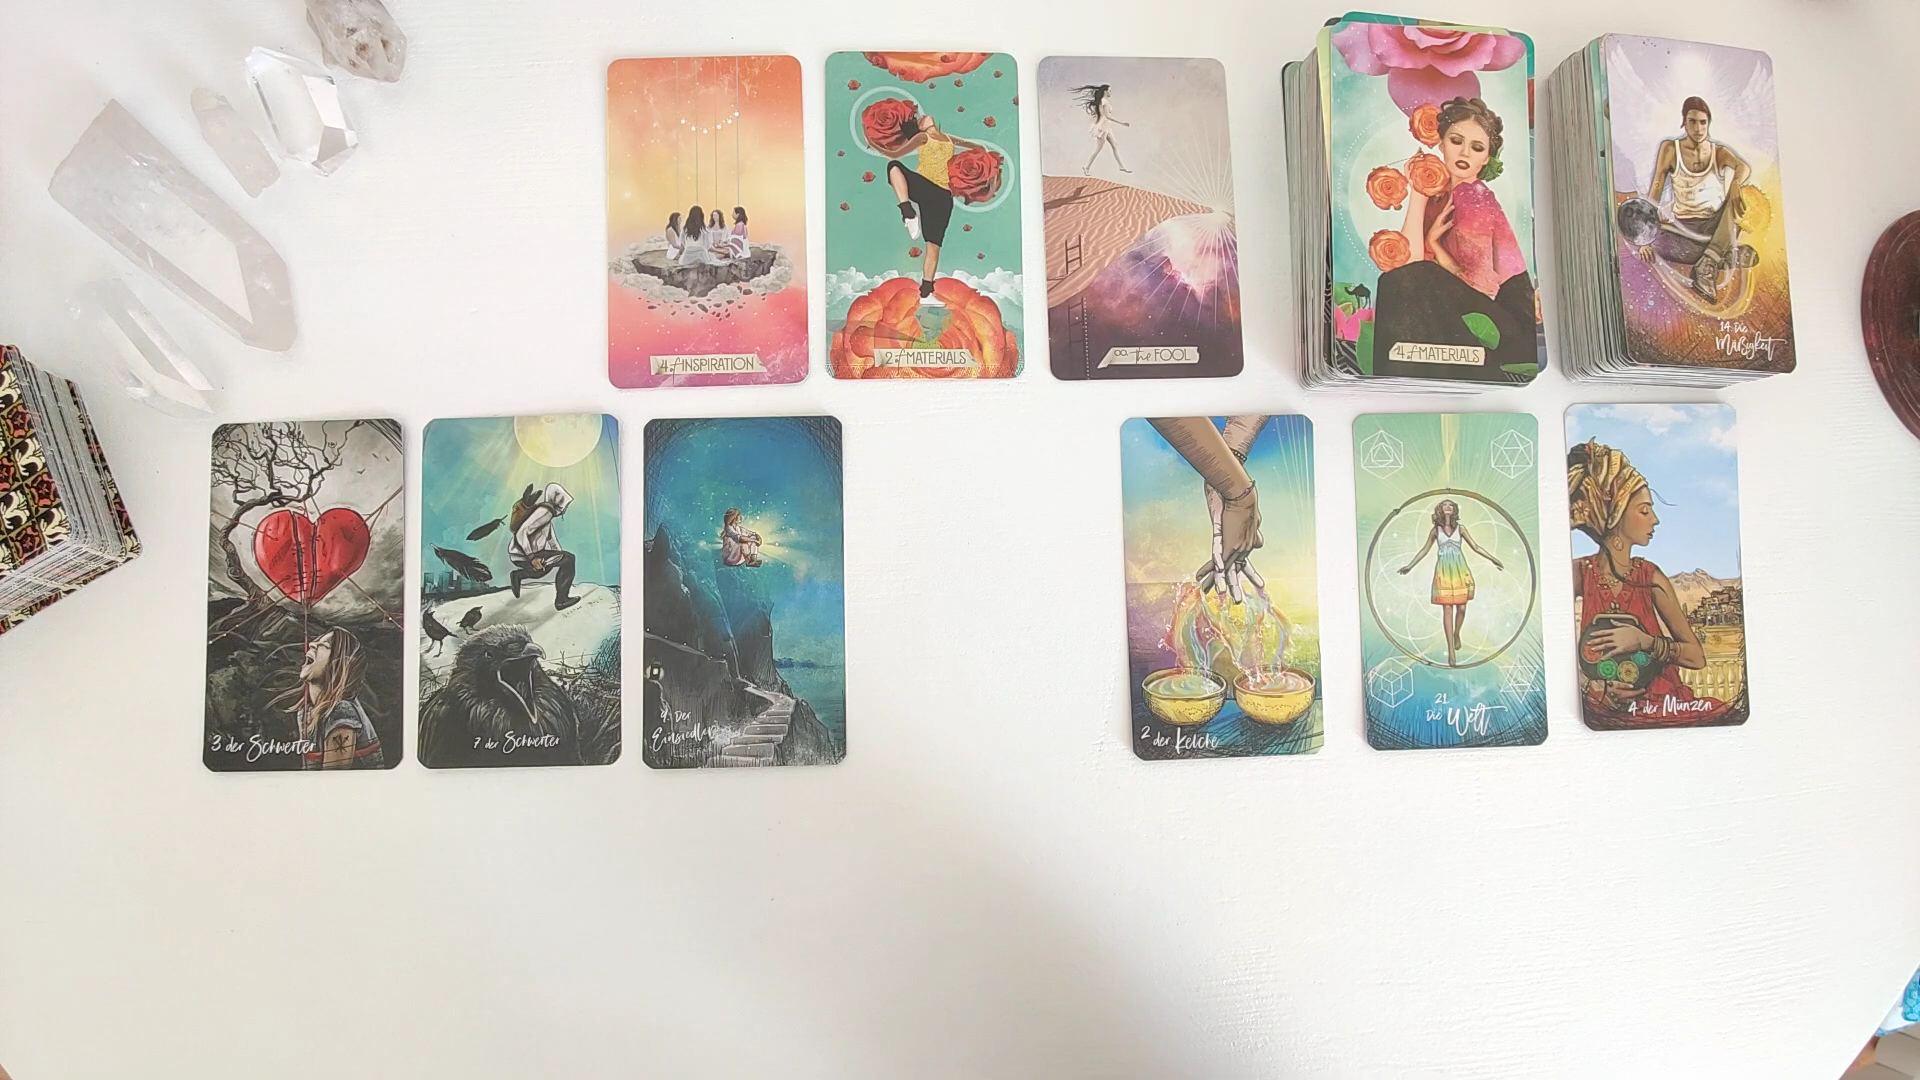 4 of INSPIRATION
2 of MATERIALS
00. the FOOL
4 of MATERIALS
14. Die
Mäßigkeit
3 der Schwerter
7 der Schwerter
9. Der
Einsiedler
2 der Kelche
21.
Die Welt
4 der Münzen